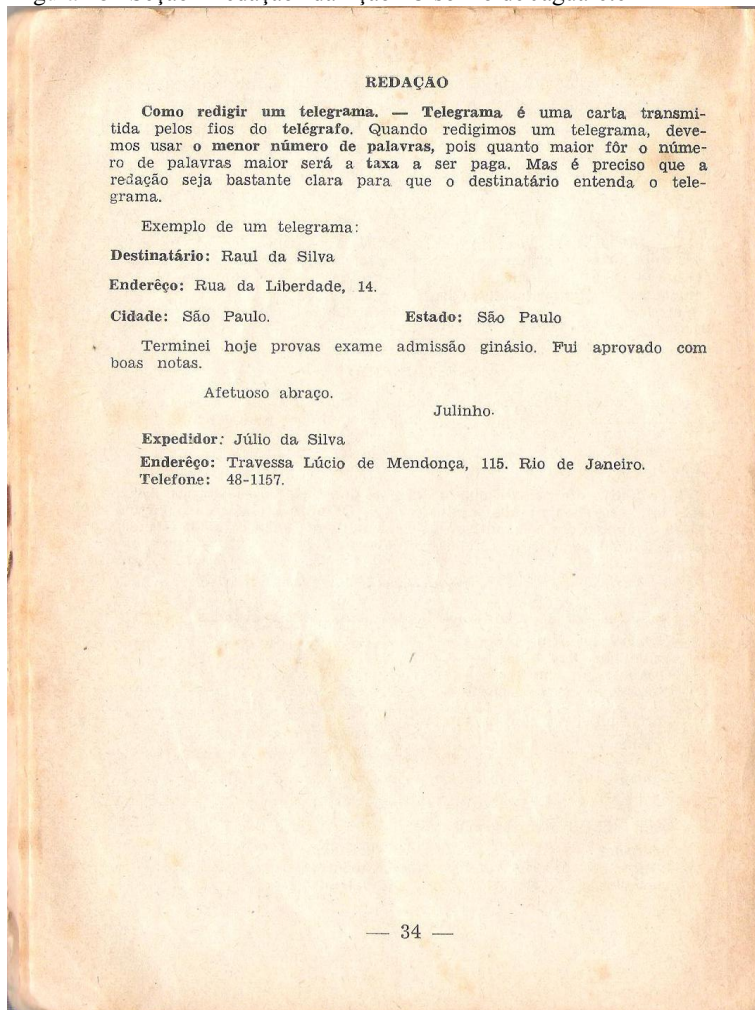 REDAÇÃO
Como redigir um telegrama. — Telegrama é uma carta transmi-
tida pelos fios do telégrafo. Quando redigimos um telegrama, deve-
mos usar o menor número de palavras, pois quanto maior fôr o núme-
ro de palavras maior será a taxa a ser paga. Mas é preciso que a
redação seja bastante clara para que o destinatário entenda o tele-
grama.
Exemplo de um telegrama:
Destinatário: Raul da Silva
Enderêço: Rua da Liberdade, 14.
Cidade: São Paulo. Estado: São Paulo
Terminei hoje provas exame admissão ginásio. Fui aprovado com
boas notas.
Afetuoso abraço.
Julinho.
Expedidor: Júlio da Silva
Enderêço: Travessa Lúcio de Mendonça, 115. Rio de Janeiro.
Telefone: 48-1157.
— 34 —